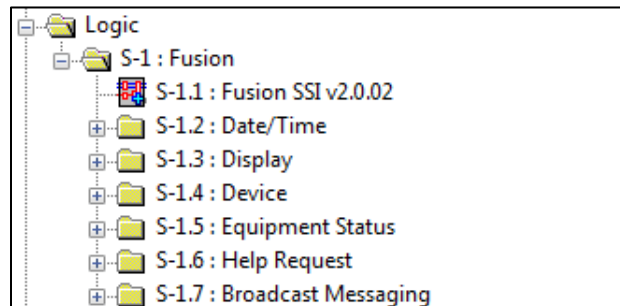 Logic
S-1 : Fusion
S-1.1 : Fusion SSI v2.0.02
S-1.2 : Date/Time
S-1.3 : Display
S-1.4 : Device
S-1.5 : Equipment Status
S-1.6 : Help Request
S-1.7 : Broadcast Messaging